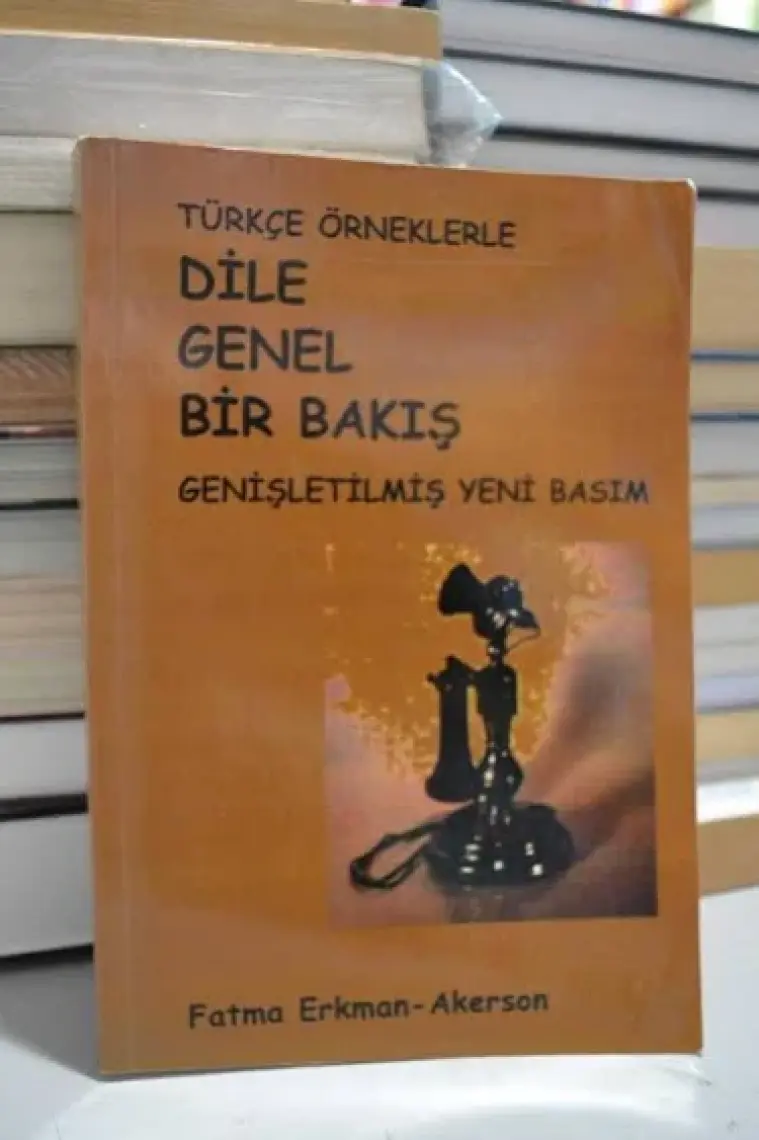 TÜRKÇE ÖRNEKLERLE
DİLE
GENEL
BİR BAKIŞ
GENİŞLETİLMİŞ YENİ BASIM
Fatma Erkman-Akerson